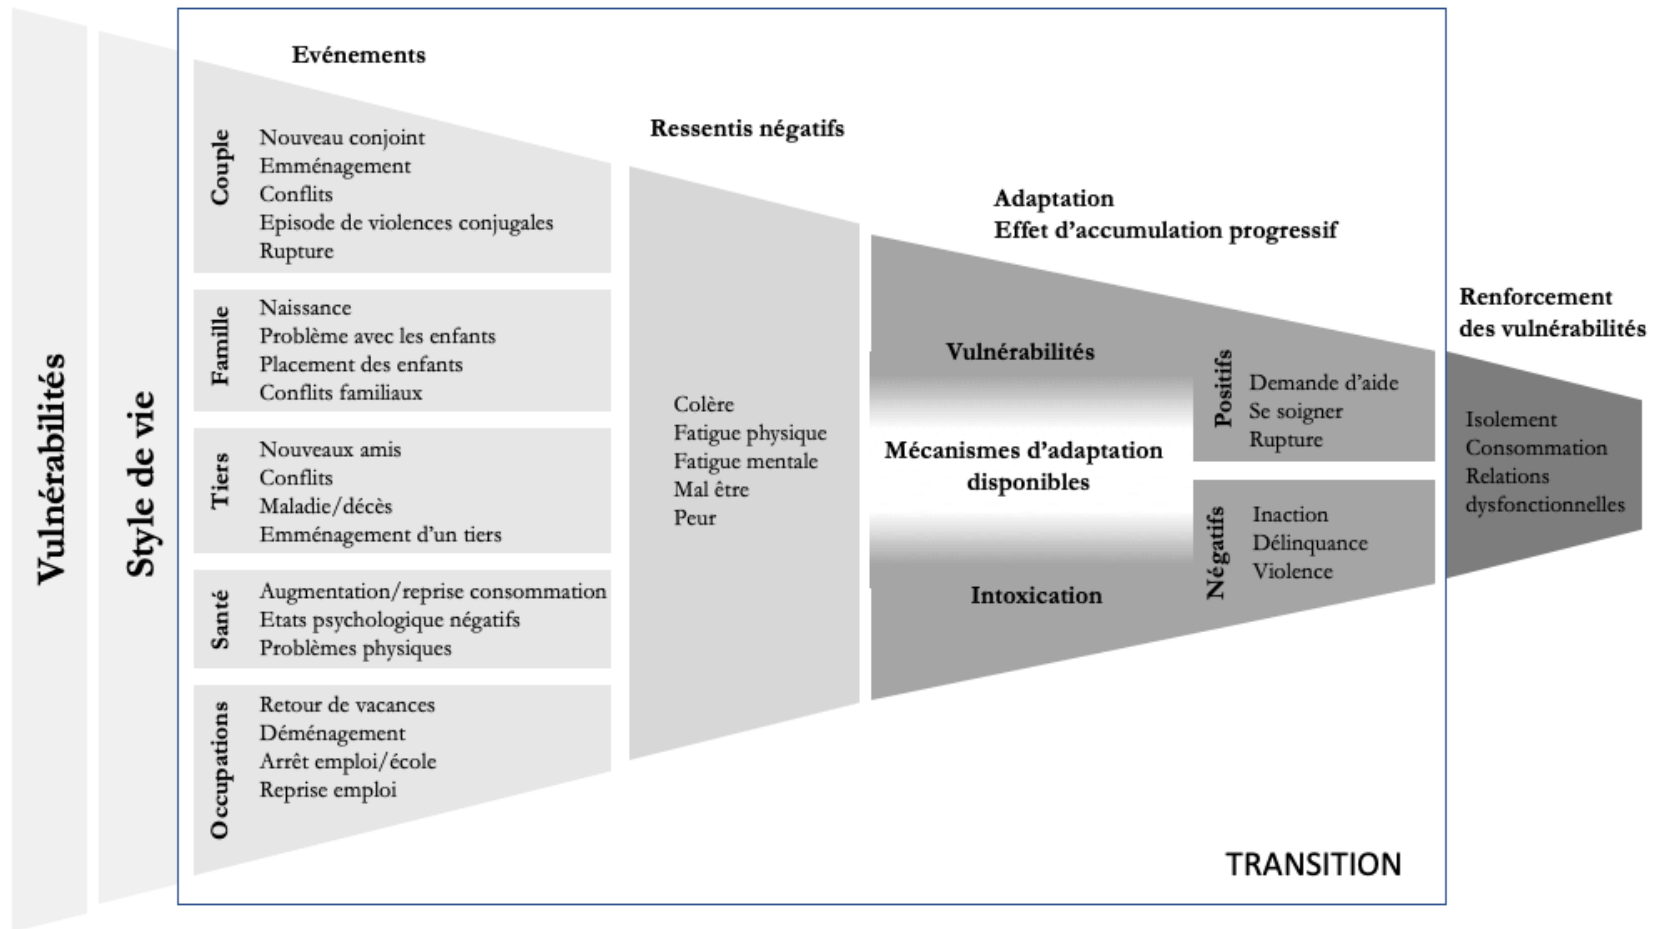 Vulnérabilités
Style de vie
Evénements
Couple
Nouveau conjoint
Emménagement
Conflits
Episode de violences conjugales
Rupture
Famille
Naissance
Problème avec les enfants
Placement des enfants
Conflits familiaux
Tiers
Nouveaux amis
Conflits
Maladie/décès
Emménagement d'un tiers
Santé
Augmentation/reprise consommation
Etats psychologique négatifs
Problèmes physiques
Occupations
Retour de vacances
Déménagement
Arrêt emploi/école
Reprise emploi
Ressentis négatifs
Colère
Fatigue physique
Fatigue mentale
Mal être
Peur
Adaptation
Effet d'accumulation progressif
Vulnérabilités
Mécanismes d'adaptation
disponibles
Intoxication
Positifs
Demande d'aide
Se soigner
Rupture
Négatifs
Inaction
Délinquance
Violence
Renforcement
des vulnérabilités
Isolement
Consommation
Relations
dysfonctionnelles
TRANSITION